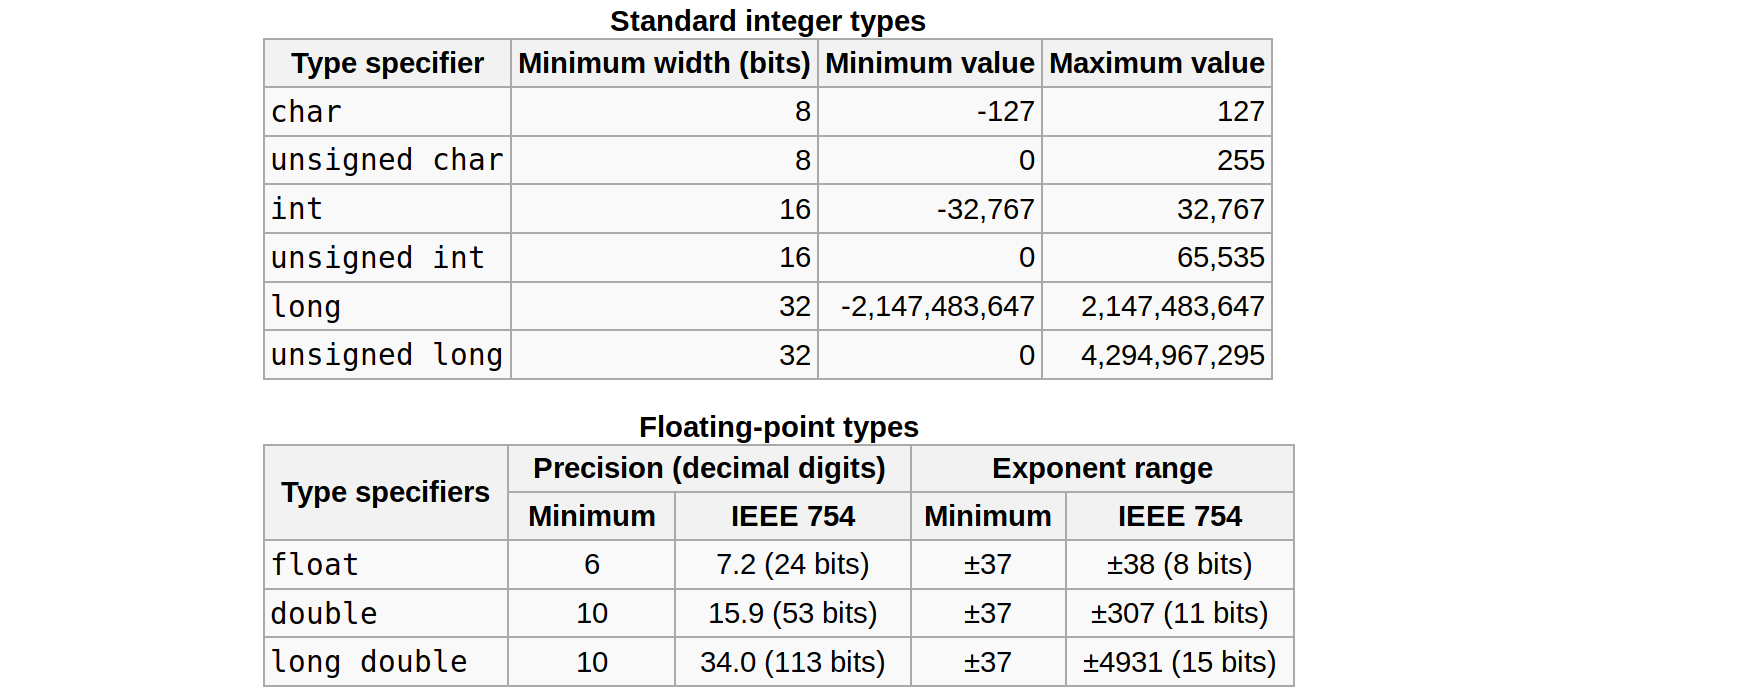 Standard integer types
Type specifier Minimum width (bits) Minimum value Maximum value
char 8 -127 127
unsigned char 8 0 255
int 16 -32,767 32,767
unsigned int 16 0 65,535
long 32 -2,147,483,647 2,147,483,647
unsigned long 32 0 4,294,967,295
Floating-point types
Type specifiers Precision (decimal digits) Exponent range
Minimum IEEE 754 Minimum IEEE 754
float 6 7.2 (24 bits) ±37 ±38 (8 bits)
double 10 15.9 (53 bits) ±37 ±307 (11 bits)
long double 10 34.0 (113 bits) ±37 ±4931 (15 bits)